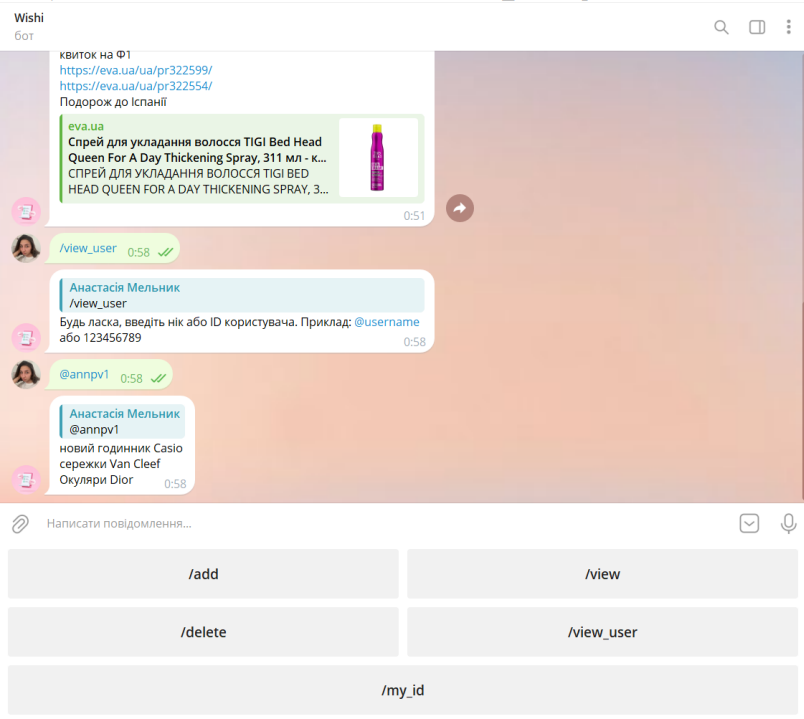 Wishi
бот
квиток на Ф1
https://eva.ua/ua/pr322599/
https://eva.ua/ua/pr322554/
Подорож до Іспанії
eva.ua
Спрей для укладання волосся TIGI Bed Head
Queen For A Day Thickening Spray, 311 мл - к...
СПРЕЙ ДЛЯ УКЛАДАННЯ ВОЛОССЯ TIGI BED
HEAD QUEEN FOR A DAY THICKENING SPRAY, 3...
0:51
/view_user 0:58
Анастасія Мельник
/view_user
Будь ласка, введіть нік або ID користувача. Приклад: @username
або 123456789
0:58
@annpv1 0:58
Анастасія Мельник
@annpv1
новий годинник Casio
сережки Van Cleef
Окуляри Dior 0:58
Написати повідомлення...
/add
/view
/delete
/view_user
/my_id